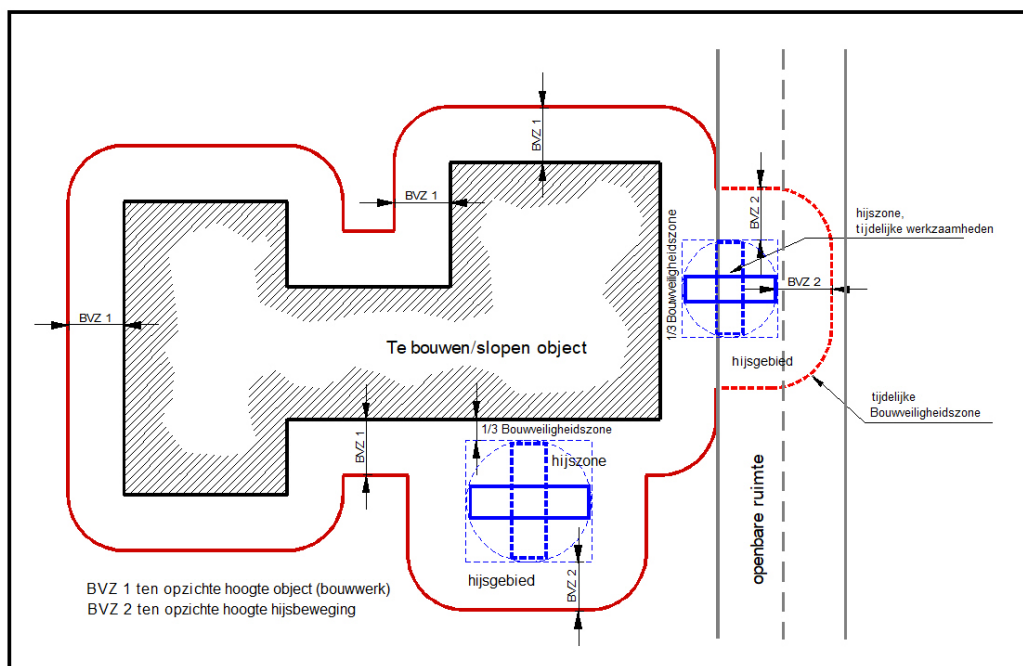 BVZ 1
BVZ 1
BVZ 2
hijszone,
tijdelijke werkzaamheden
1/3 Bouwveiligheidszone
BVZ 2
BVZ 1
Te bouwen/slopen object
hijsgebied
tijdelijke
Bouwveiligheidszone
1/3 Bouwveiligheidszone
BVZ 1
hijszone
openbare ruimte
hijsgebied
BVZ 2
BVZ 1 ten opzichte hoogte object (bouwwerk)
BVZ 2 ten opzichte hoogte hijsbeweging